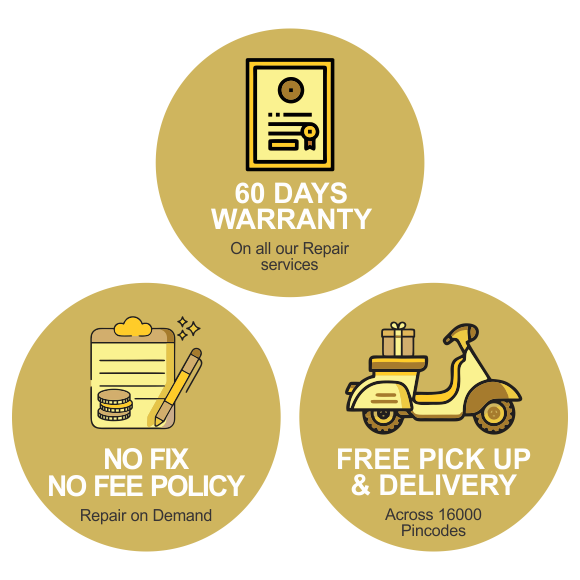 60 DAYS
WARRANTY
On all our Repair
services
NO FIX
NO FEE POLICY
Repair on Demand
FREE PICK UP
& DELIVERY
Across 16000
Pincodes